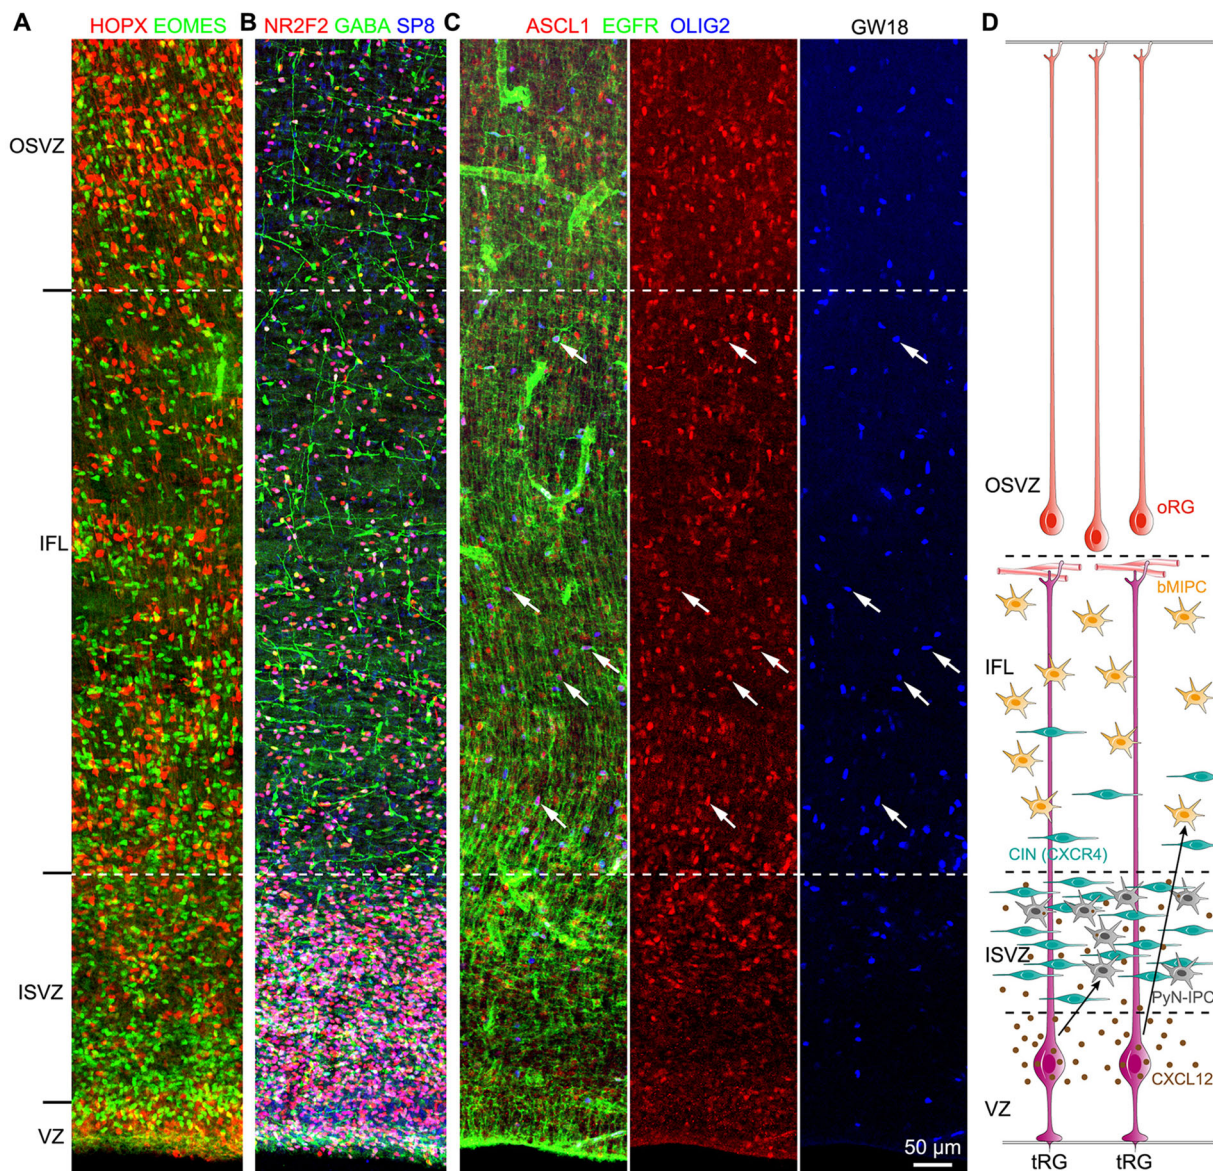 A
HOPX EOMES
B
NR2F2 GABA SP8
C
ASCL1 EGFR OLIG2
GW18
D
OSVZ
IFL
ISVZ
VZ
50 µm
OSVZ
oRG
bMIPC
IFL
CIN (CXCR4)
ISVZ
PyN-IPC
CXCL12
VZ
tRG
tRG